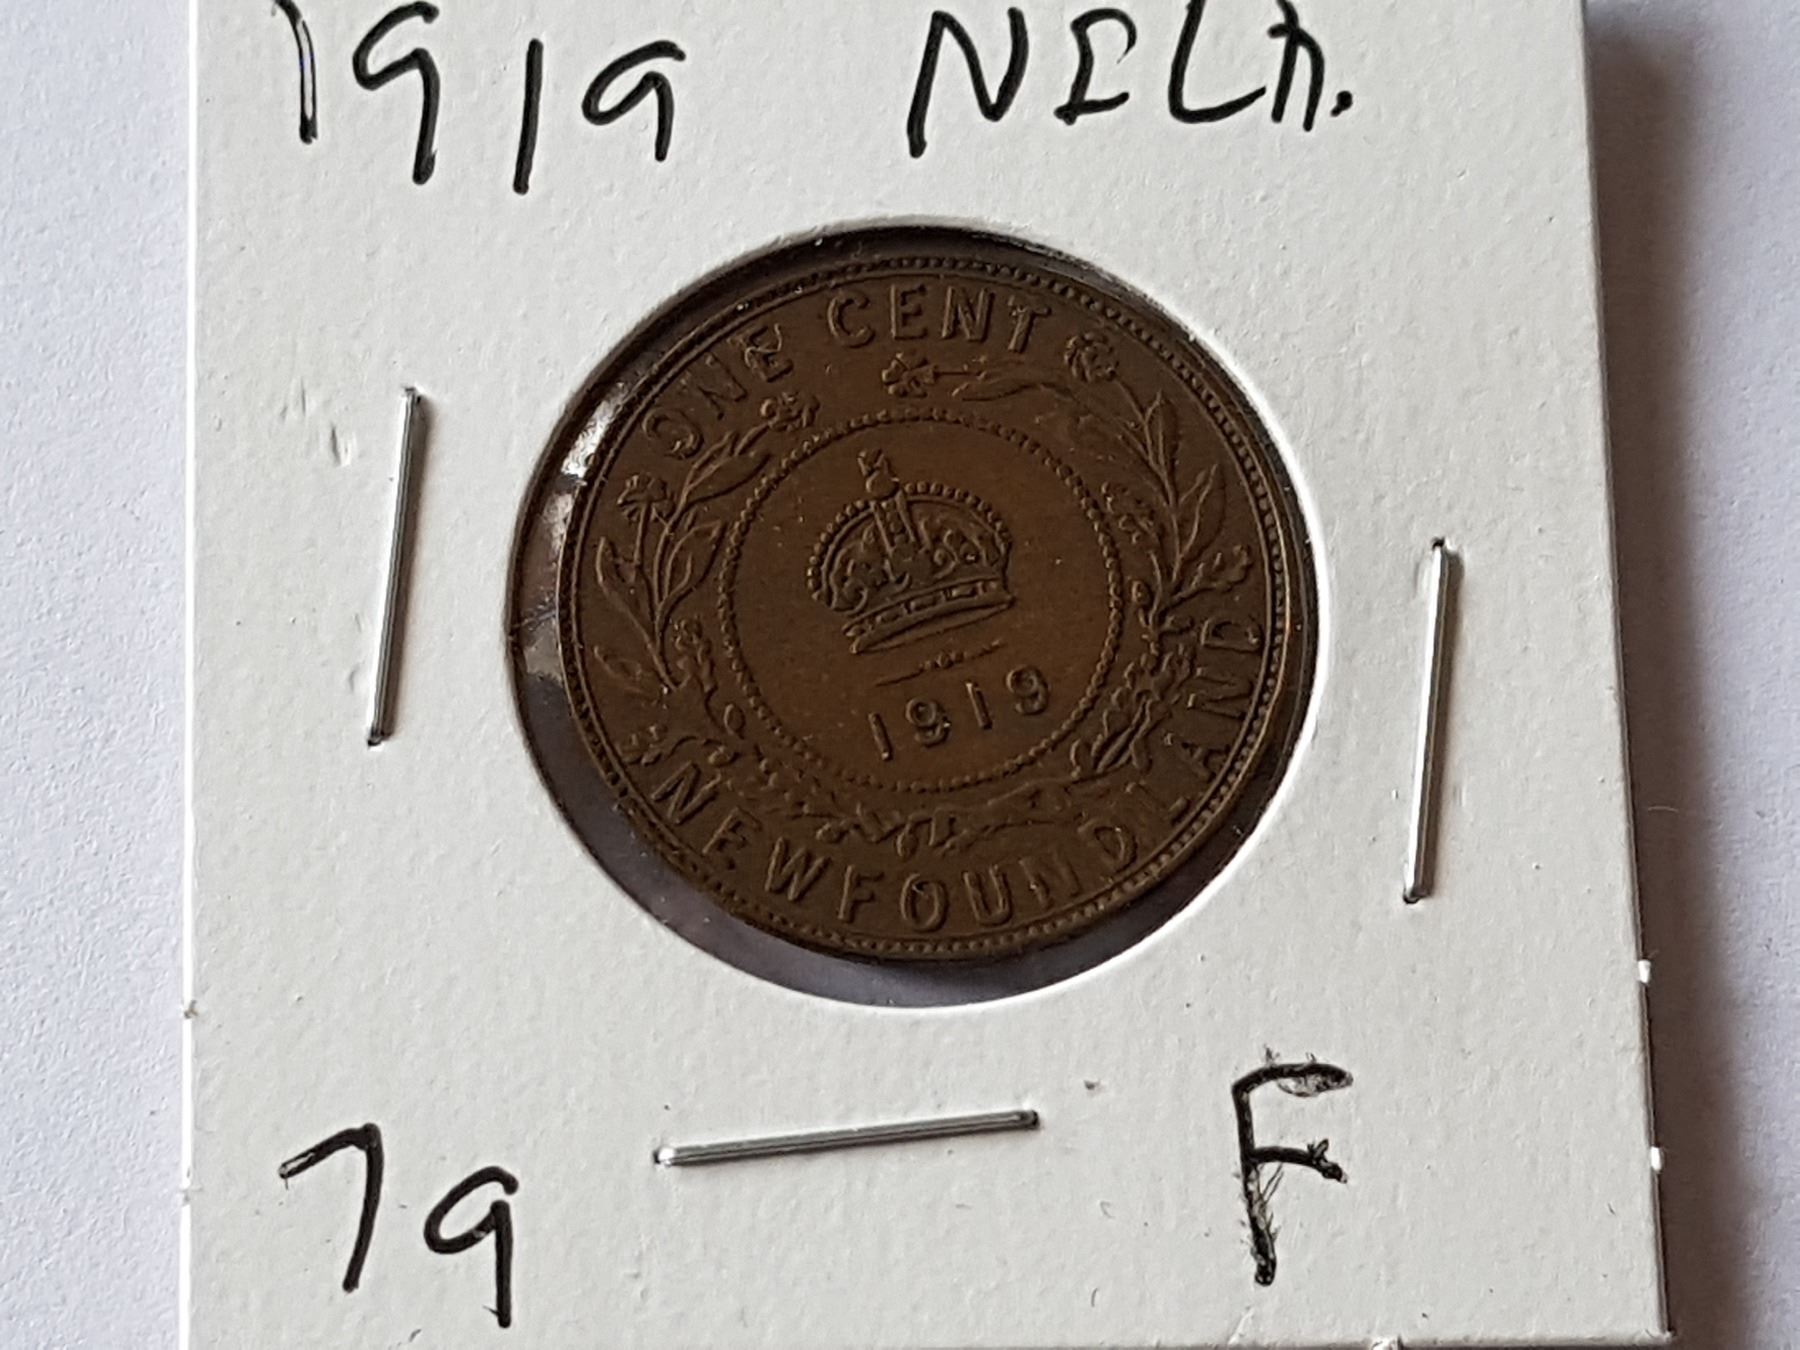 1919 NFLD.
ONE CENT
1919
NEWFOUNDLAND
79 F